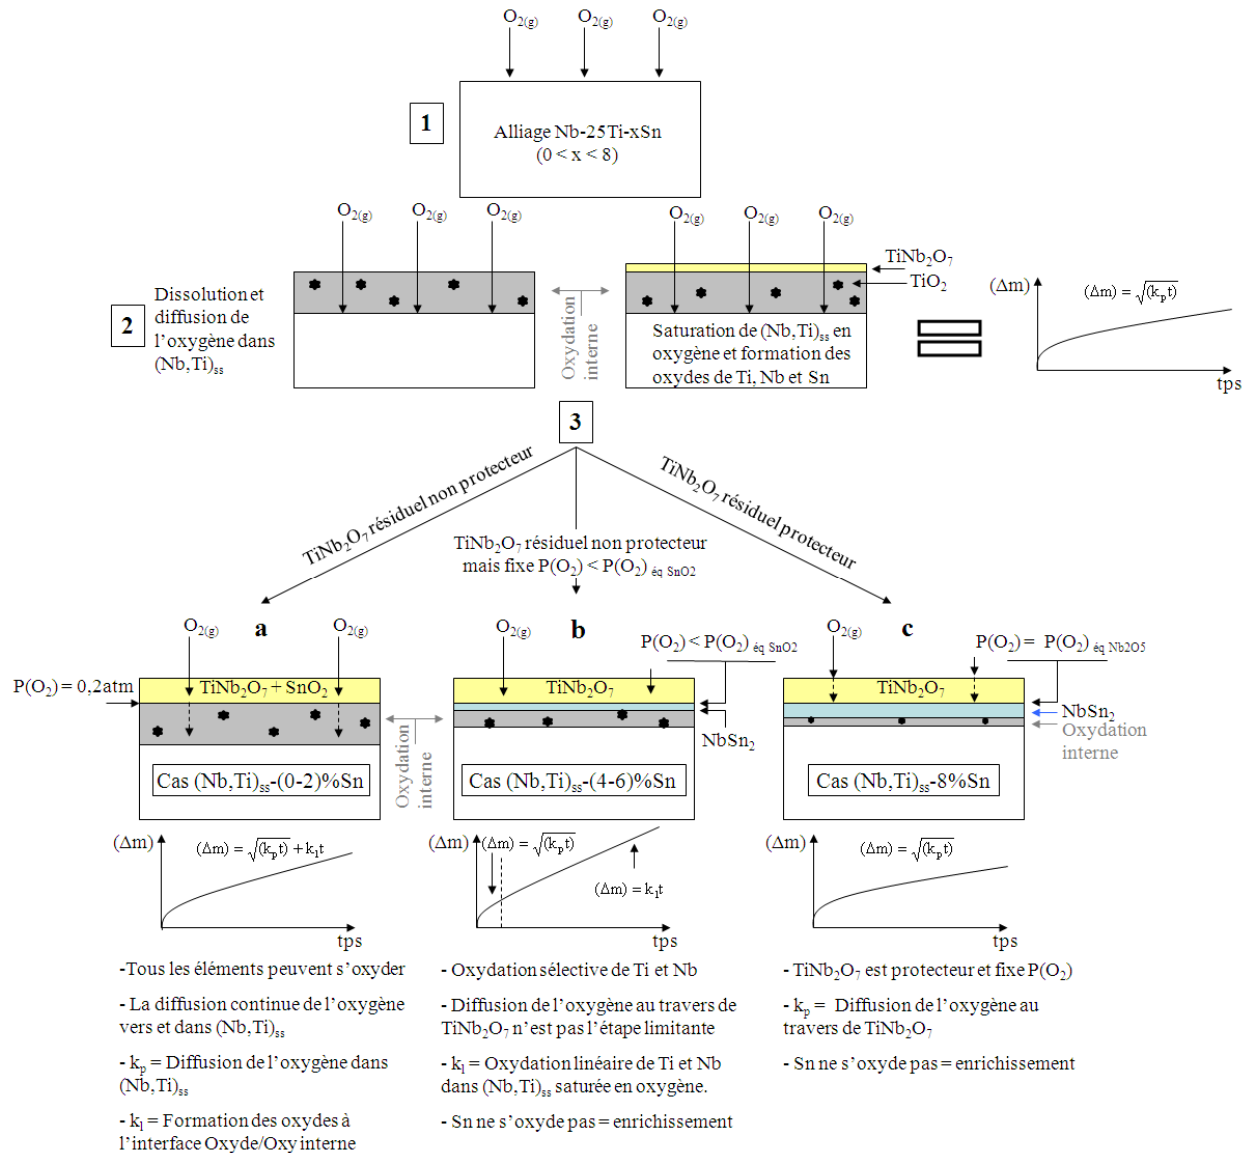 O2(g) O2(g) O2(g)
1
Alliage Nb-25Ti-xSn
(0 < x < 8)
O2(g) O2(g) O2(g)
O2(g) O2(g) O2(g)
2
Dissolution et
diffusion de
l'oxygène dans
(Nb,Ti)ss
Oxydation
interne
TiNb2O7
TiO2
Saturation de (Nb,Ti)ss en
oxygène et formation des
oxydes de Ti, Nb et Sn
(Δm)
(Δm) = √(kpt)
tps
3
TiNb2O7 résiduel non protecteur
TiNb2O7 résiduel non protecteur
mais fixe P(O2) < P(O2) éq SnO2
TiNb2O7 résiduel protecteur
a
O2(g) O2(g)
P(O2) = 0,2atm
TiNb2O7 + SnO2
Cas (Nb,Ti)ss-(0-2)%Sn
Oxydation
interne
b
O2(g)
P(O2) < P(O2) éq SnO2
TiNb2O7
NbSn2
Cas (Nb,Ti)ss-(4-6)%Sn
c
O2(g)
P(O2) = P(O2) éq Nb2O5
TiNb2O7
NbSn2
Oxydation
interne
Cas (Nb,Ti)ss-8%Sn
(Δm)
(Δm) = √(kpt) + klt
tps
(Δm)
(Δm) = √(kpt)
(Δm) = klt
tps
(Δm)
(Δm) = √(kpt)
tps
-Tous les éléments peuvent s'oxyder
- La diffusion continue de l'oxygène
vers et dans (Nb,Ti)ss
- kp = Diffusion de l'oxygène dans
(Nb,Ti)ss
- kl = Formation des oxydes à
l'interface Oxyde/Oxy interne
- Oxydation sélective de Ti et Nb
- Diffusion de l'oxygène au travers de
TiNb2O7 n'est pas l'étape limitante
- kl = Oxydation linéaire de Ti et Nb
dans (Nb,Ti)ss saturée en oxygène.
- Sn ne s'oxyde pas = enrichissement
- TiNb2O7 est protecteur et fixe P(O2)
- kp = Diffusion de l'oxygène au
travers de TiNb2O7
- Sn ne s'oxyde pas = enrichissement